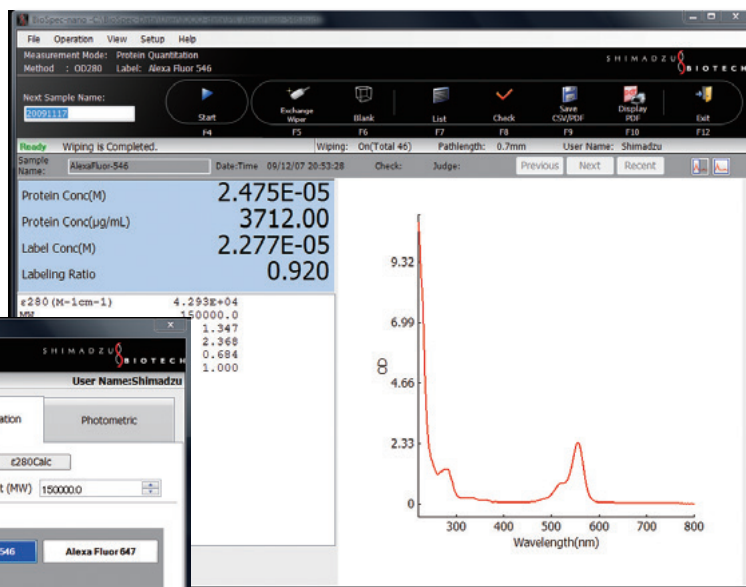 BioSpec-nano
File Operation View Setup Help
Measurement Mode: Protein Quantitation
Method : OD280 Label: Alexa Fluor 546
SHIMADZU
BIOTECH
Next Sample Name:
20091117
Start
F4
Exchange Wiper
F5
Blank
F6
List
F7
Check
F8
Save CSV/PDF
F9
Display PDF
F10
Exit
F12
Ready Wiping is Completed. Wiping: On(Total 46) Pathlength: 0.7mm User Name: Shimadzu
Sample Name: AlexaFluor-546 Date:Time 09/12/07 20:53:28 Check: Judge: Previous Next Recent
Protein Conc(M) 2.475E-05
Protein Conc(µg/mL) 3712.00
Label Conc(M) 2.277E-05
Labeling Ratio 0.920
ε280(M-1cm-1) 4.293E+04
MW 150000.0
1.347
2.368
0.684
1.000
SHIMADZU
BIOTECH
User Name:Shimadzu
ation Photometric
ε280Calc
t (MW) 150000.0
546 Alexa Fluor 647
9.32
6.99
4.66
2.33
0
OD
300 400 500 600 700 800
Wavelength(nm)